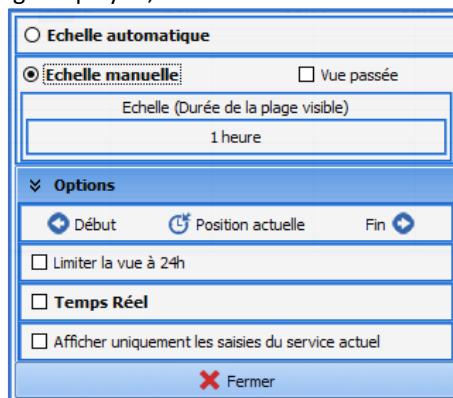 Echelle automatique
Echelle manuelle Vue passée
Echelle (Durée de la plage visible)
1 heure
Options
Début Position actuelle Fin
Limiter la vue à 24h
Temps Réel
Afficher uniquement les saisies du service actuel
Fermer